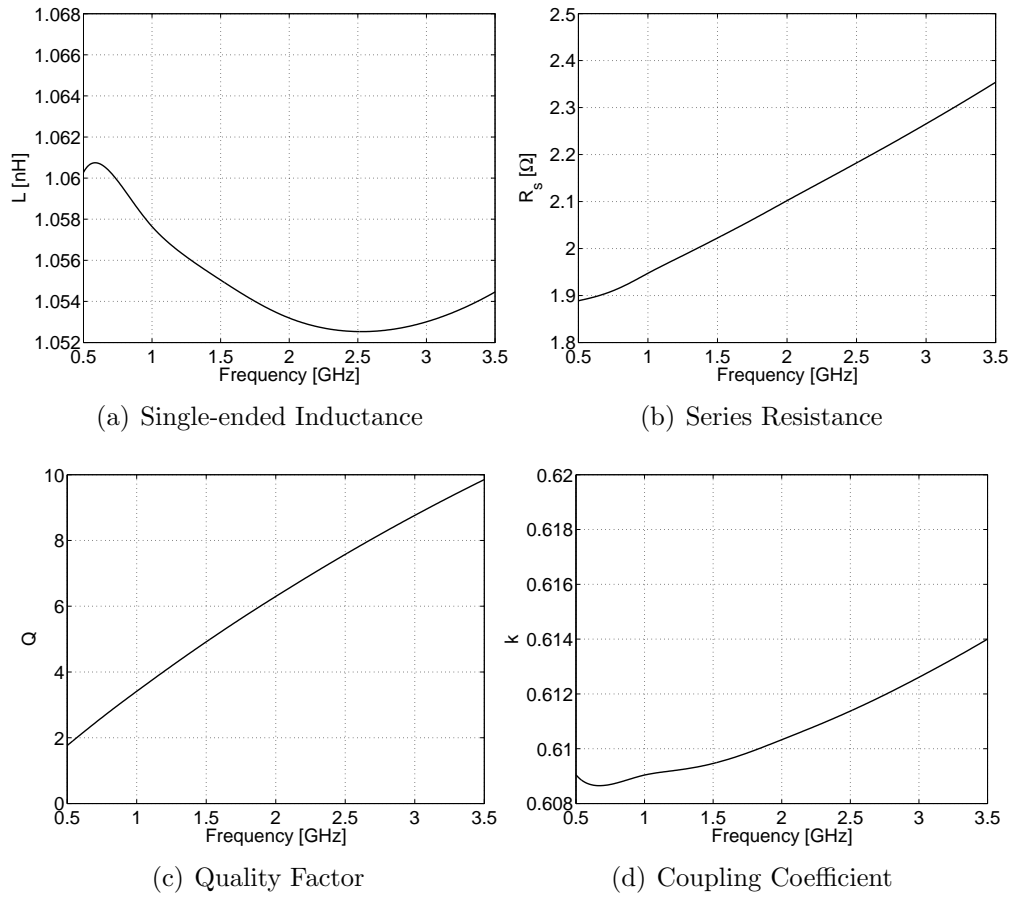 1.068
1.066
1.064
1.062
1.06
1.058
1.056
1.054
1.052
L [nH]
0.5 1 1.5 2 2.5 3 3.5
Frequency [GHz]
(a) Single-ended Inductance
2.5
2.4
2.3
2.2
2.1
2
1.9
1.8
R_s [Ω]
0.5 1 1.5 2 2.5 3 3.5
Frequency [GHz]
(b) Series Resistance
10
8
6
4
2
0
Q
0.5 1 1.5 2 2.5 3 3.5
Frequency [GHz]
(c) Quality Factor
0.62
0.618
0.616
0.614
0.612
0.61
0.608
k
0.5 1 1.5 2 2.5 3 3.5
Frequency [GHz]
(d) Coupling Coefficient